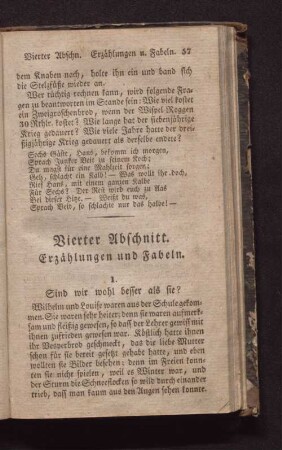 Vierter Abschn. Erzählungen u. Fabeln. 57
dem Knaben nach, holte ihn ein und band sich
die Stelzfüße wieder an.
Wer tüchtig rechnen kann, wird folgende Fra-
gen zu beantworten im Stande sein: Wie viel kostet
ein Zweigroschenbrod, wenn der Wispel Roggen
30 Rthlr. kostet? Wie lange hat der siebenjährige
Krieg gedauert? Wie viele Jahre hatte der drei-
ßigjährige Krieg gedauert als derselbe endete?
Sechs Gäste, Hans, bekomm ich morgen,
Sprach Junker Veit zu seinem Koch;
Du mußt für eine Mahlzeit sorgen;
Geh, schlacht ein Kalb! — Was wollt ihr doch,
Rief Hans, mit einem ganzen Kalbe
Für Sechs? Der Rest wird euch zu Aas
Bei dieser Hitze. — Weißt du was,
Sprach Veit, so schlachte nur das halbe! —
Vierter Abschnitt.
Erzählungen und Fabeln.
1.
Sind wir wohl besser als sie?
Wilhelm und Louise waren aus der Schule gekom-
men. Sie waren sehr heiter; denn sie waren aufmerk-
sam und fleißig gewesen, so daß der Lehrer gewiß mit
ihnen zufrieden gewesen war. Köstlich hatte ihnen
ihr Vesperbrod geschmeckt, das die liebe Mutter
schon für sie bereit gesetzt gehabt hatte, und eben
wollten sie Bilder besehen; denn im Freien konnten
sie nicht spielen, weil es Winter war, und
der Sturm die Schneeflocken so wild durch einander
trieb, daß man kaum aus den Augen sehen konnte.